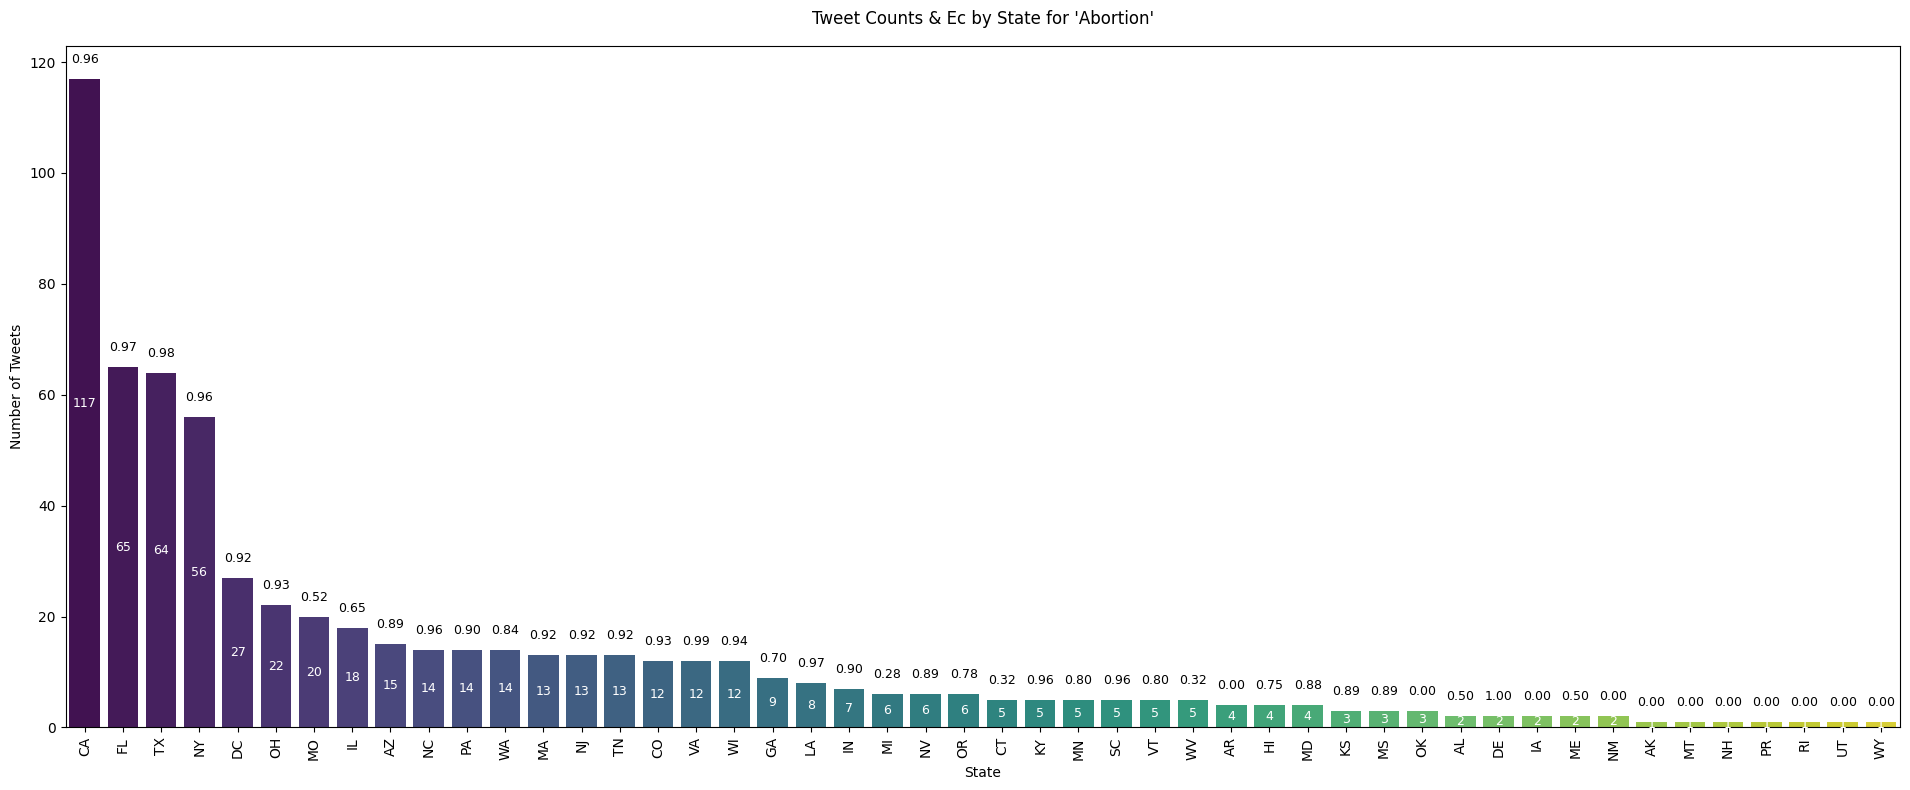 Tweet Counts & Ec by State for 'Abortion'
Number of Tweets
120
100
80
60
40
20
0
0.96 0.97 0.98 0.96 0.92 0.93 0.52 0.65 0.89 0.96 0.90 0.84 0.92 0.92 0.92 0.93 0.99 0.94 0.70 0.97 0.90 0.28 0.89 0.78 0.32 0.96 0.80 0.96 0.80 0.32 0.00 0.75 0.88 0.89 0.89 0.00 0.50 1.00 0.00 0.50 0.00 0.00 0.00 0.00 0.00 0.00 0.00 0.00
117 65 64 56 27 22 20 18 15 14 14 14 13 13 13 12 12 12 9 8 7 6 6 6 5 5 5 5 5 5 4 4 4 3 3 3 2 2 2 2 2 1 1 1 1 1 1 1
CA FL TX NY DC OH MO IL AZ NC PA WA MA NJ TN CO VA WI GA LA IN MI NV OR CT KY MN SC VT WV AR HI MD KS MS OK AL DE IA ME NM AK MT NH PR RI UT WY
State